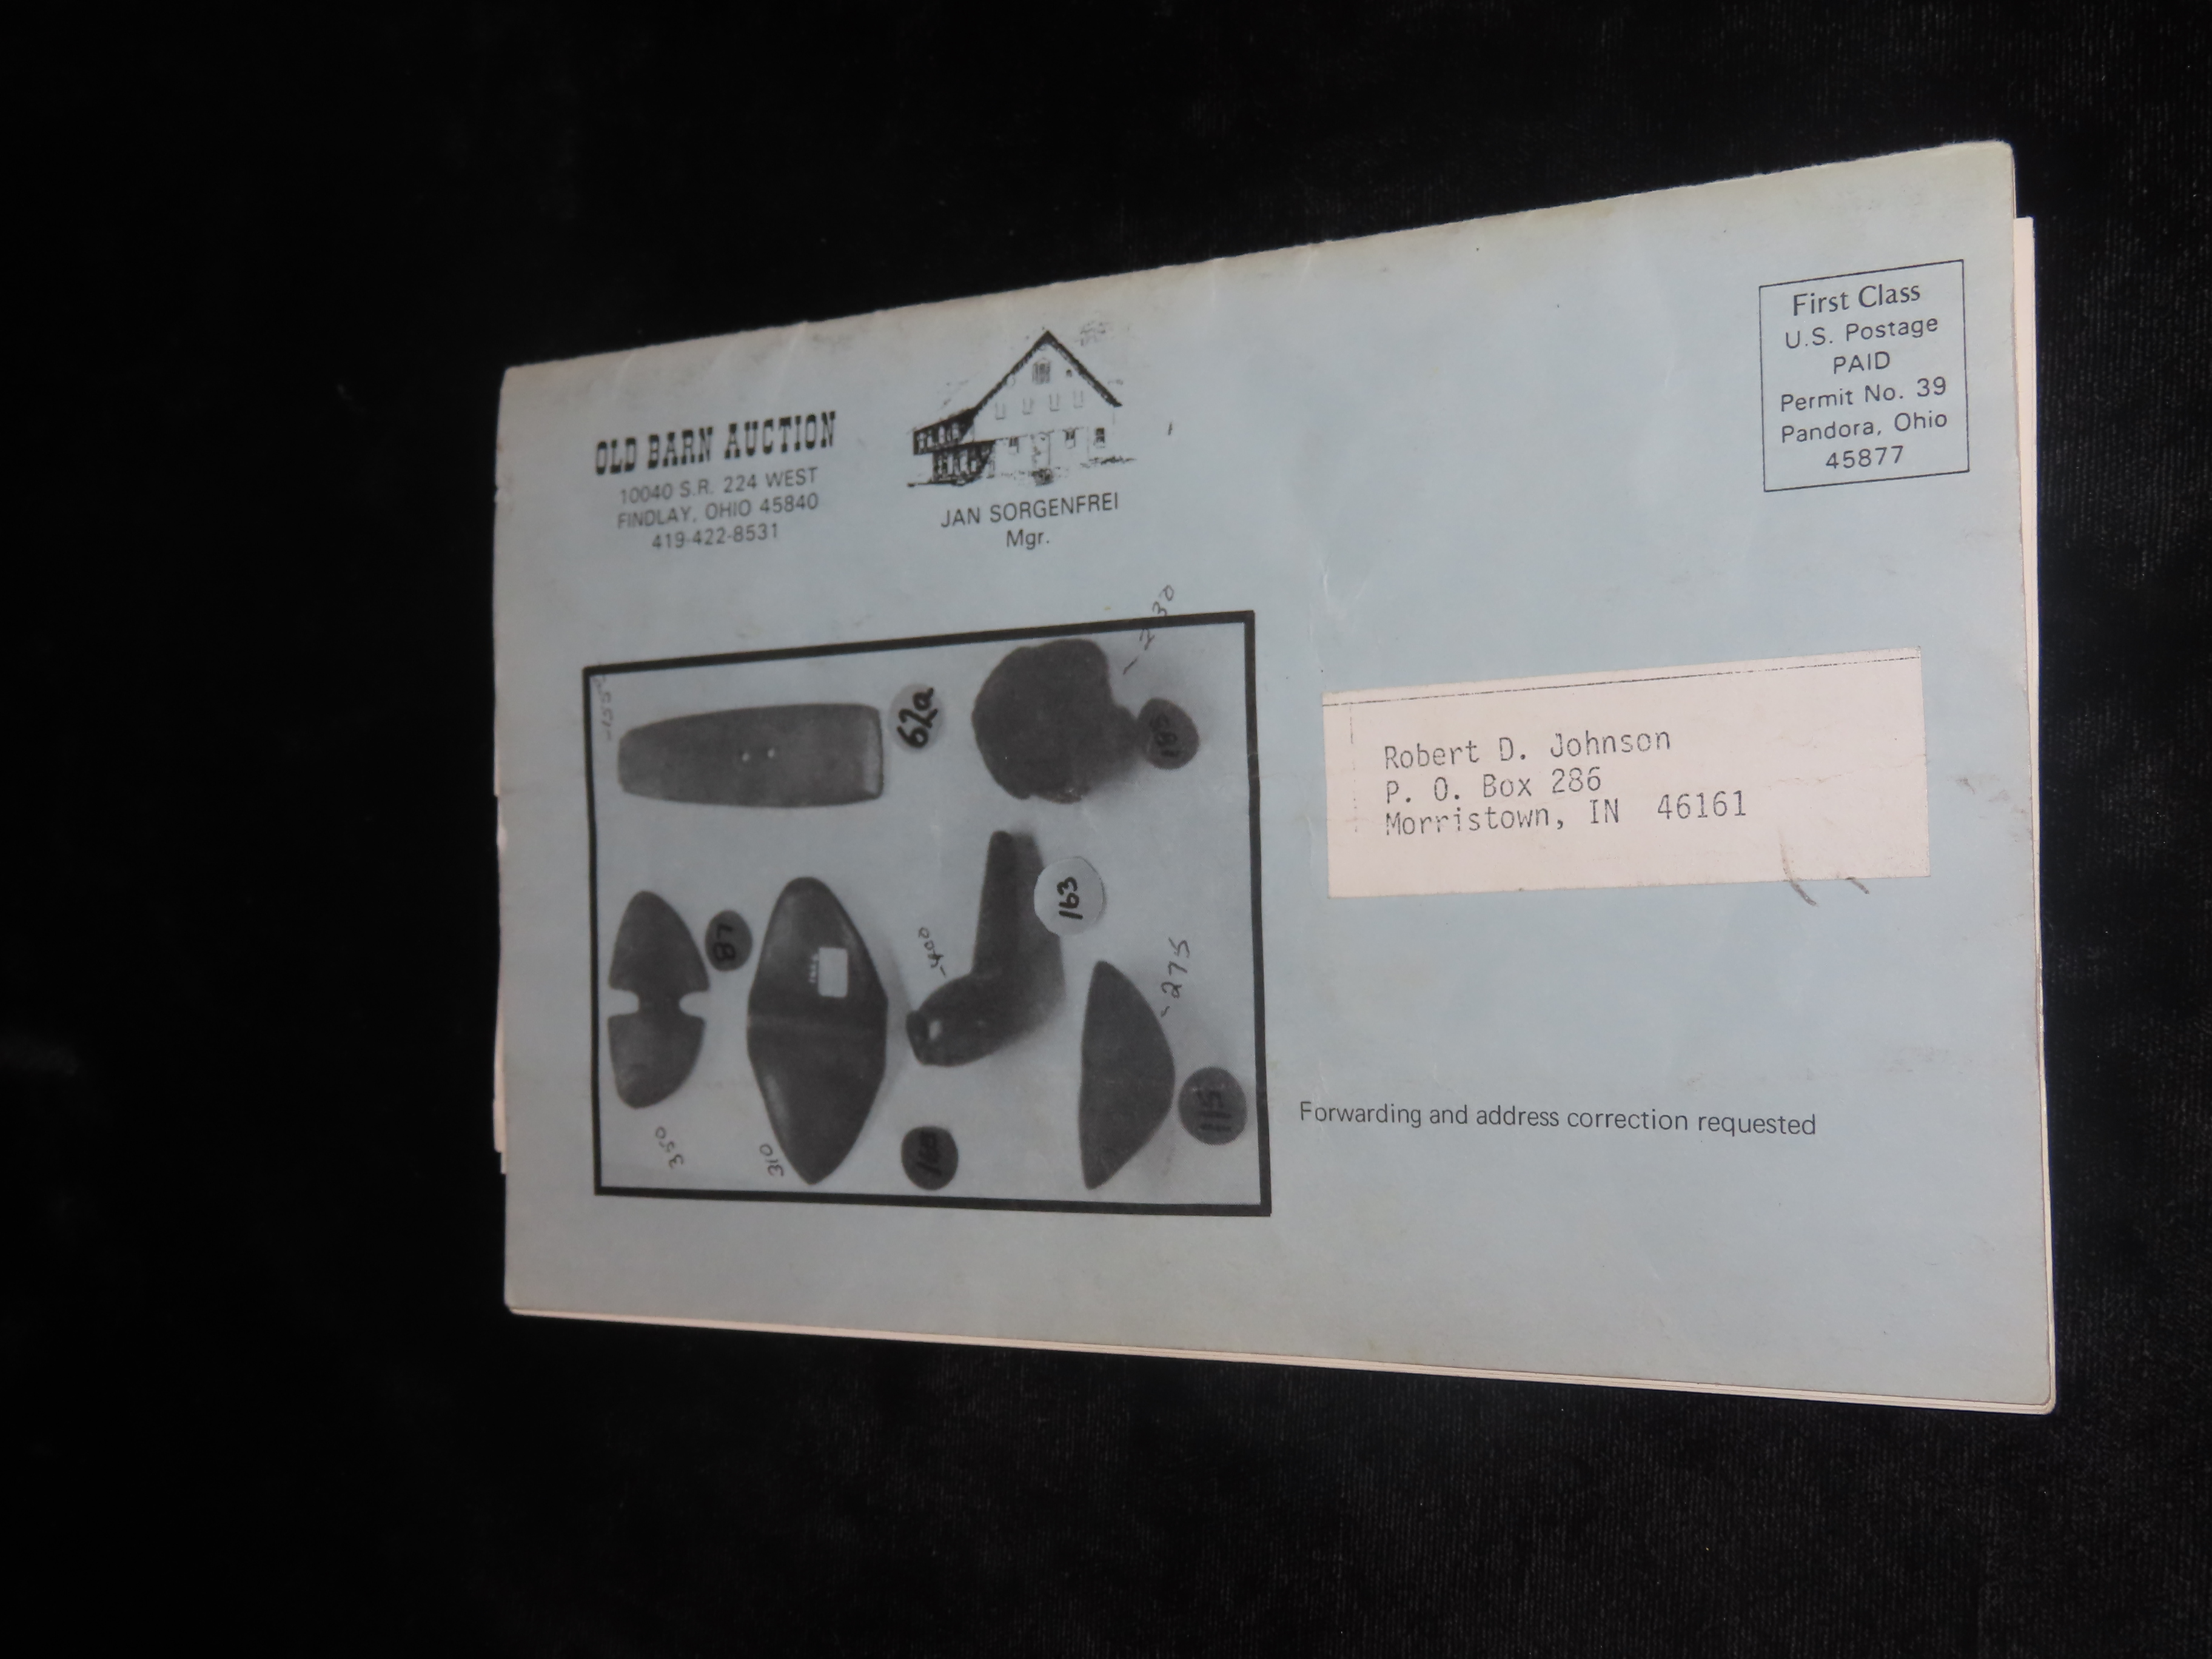 OLD BARN AUCTION
10040 S.R. 224 WEST
FINDLAY, OHIO 45840
419-422-8531
JAN SORGENFREI
Mgr.
First Class
U.S. Postage
PAID
Permit No. 39
Pandora, Ohio
45877
62a
87
350
310
-400
163
-275
115
Robert D. Johnson
P. O. Box 286
Morristown, IN 46161
Forwarding and address correction requested